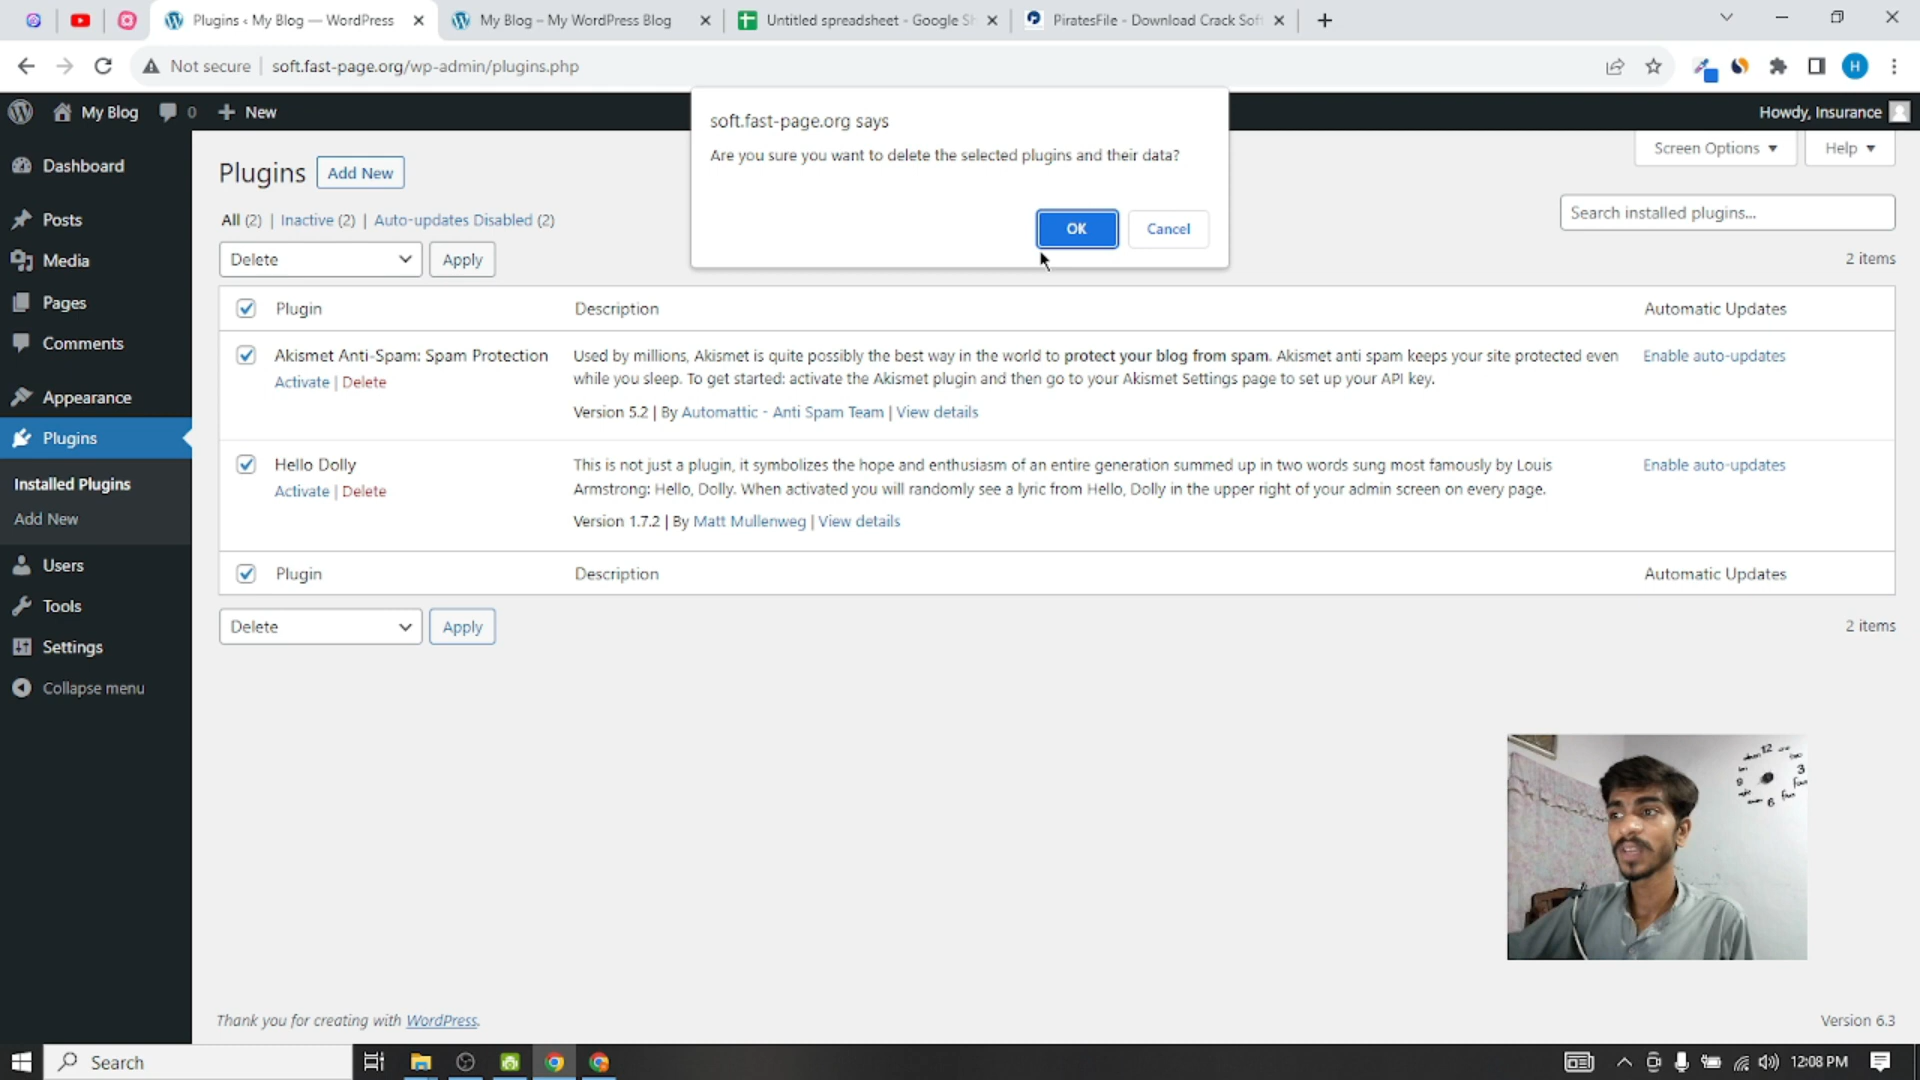 Plugins ‹ My Blog — WordPress
My Blog – My WordPress Blog
Untitled spreadsheet - Google Sh
PiratesFile - Download Crack Sof
Not secure
soft.fast-page.org/wp-admin/plugins.php
H
My Blog
0
New
Howdy, Insurance
soft.fast-page.org says
Are you sure you want to delete the selected plugins and their data?
OK
Cancel
Screen Options
Help
Dashboard
Posts
Media
Pages
Comments
Appearance
Plugins
Installed Plugins
Add New
Users
Tools
Settings
Collapse menu
Plugins
Add New
All (2) | Inactive (2) | Auto-updates Disabled (2)
Search installed plugins...
Delete
Apply
2 items
Plugin
Description
Automatic Updates
Akismet Anti-Spam: Spam Protection
Activate | Delete
Used by millions, Akismet is quite possibly the best way in the world to protect your blog from spam. Akismet anti spam keeps your site protected even
while you sleep. To get started: activate the Akismet plugin and then go to your Akismet Settings page to set up your API key.
Version 5.2 | By Automattic - Anti Spam Team | View details
Enable auto-updates
Hello Dolly
Activate | Delete
This is not just a plugin, it symbolizes the hope and enthusiasm of an entire generation summed up in two words sung most famously by Louis
Armstrong: Hello, Dolly. When activated you will randomly see a lyric from Hello, Dolly in the upper right of your admin screen on every page.
Version 1.7.2 | By Matt Mullenweg | View details
Enable auto-updates
Plugin
Description
Automatic Updates
Delete
Apply
2 items
12
3
6
9
Thank you for creating with WordPress.
Version 6.3
Search
12:08 PM